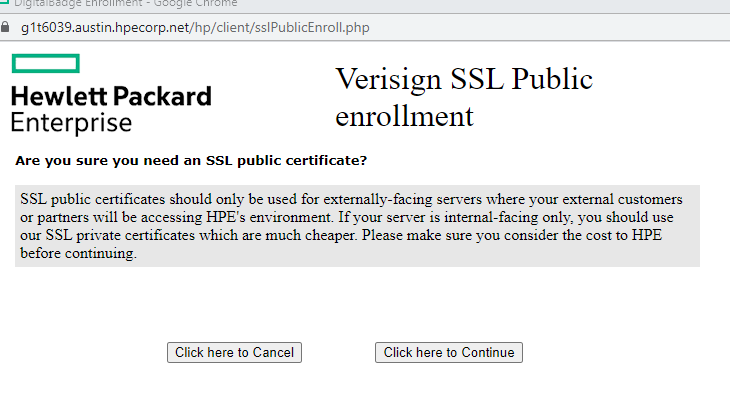 DigitalBadge Enrollment - Google Chrome
g1t6039.austin.hpecorp.net/hp/client/sslPublicEnroll.php
Hewlett Packard
Enterprise
Verisign SSL Public
enrollment
Are you sure you need an SSL public certificate?
SSL public certificates should only be used for externally-facing servers where your external customers
or partners will be accessing HPE's environment. If your server is internal-facing only, you should use
our SSL private certificates which are much cheaper. Please make sure you consider the cost to HPE
before continuing.
Click here to Cancel
Click here to Continue